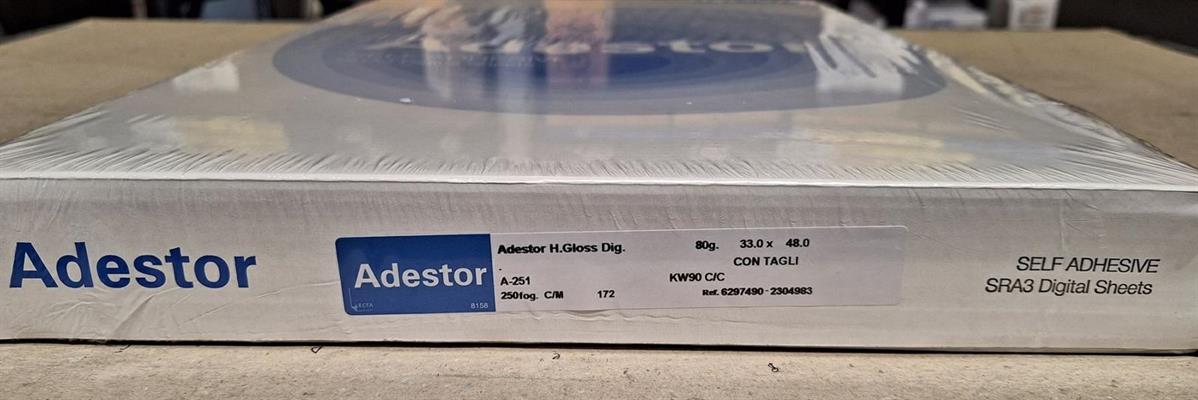 Adestor
Adestor
Adestor
8158
Adestor H.Gloss Dig. 80g. 33.0 x 48.0
CON TAGLI
A-251 KW90 C/C
250fog. C/M 172 Ref. 6297490 - 2304983
SELF ADHESIVE
SRA3 Digital Sheets